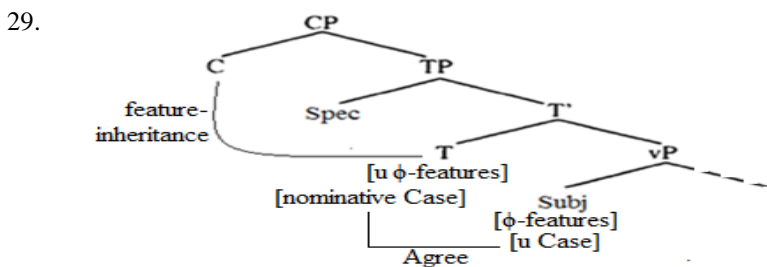 29.
CP
C TP
feature-
inheritance
Spec T'
T vP
[u ϕ-features]
[nominative Case] Subj
[ϕ-features]
[u Case]
Agree